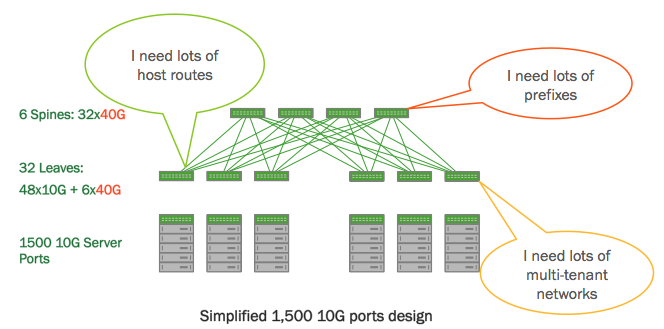 I need lots of
host routes
I need lots of
prefixes
6 Spines: 32x40G
32 Leaves:
48x10G + 6x40G
1500 10G Server
Ports
I need lots of
multi-tenant
networks
Simplified 1,500 10G ports design